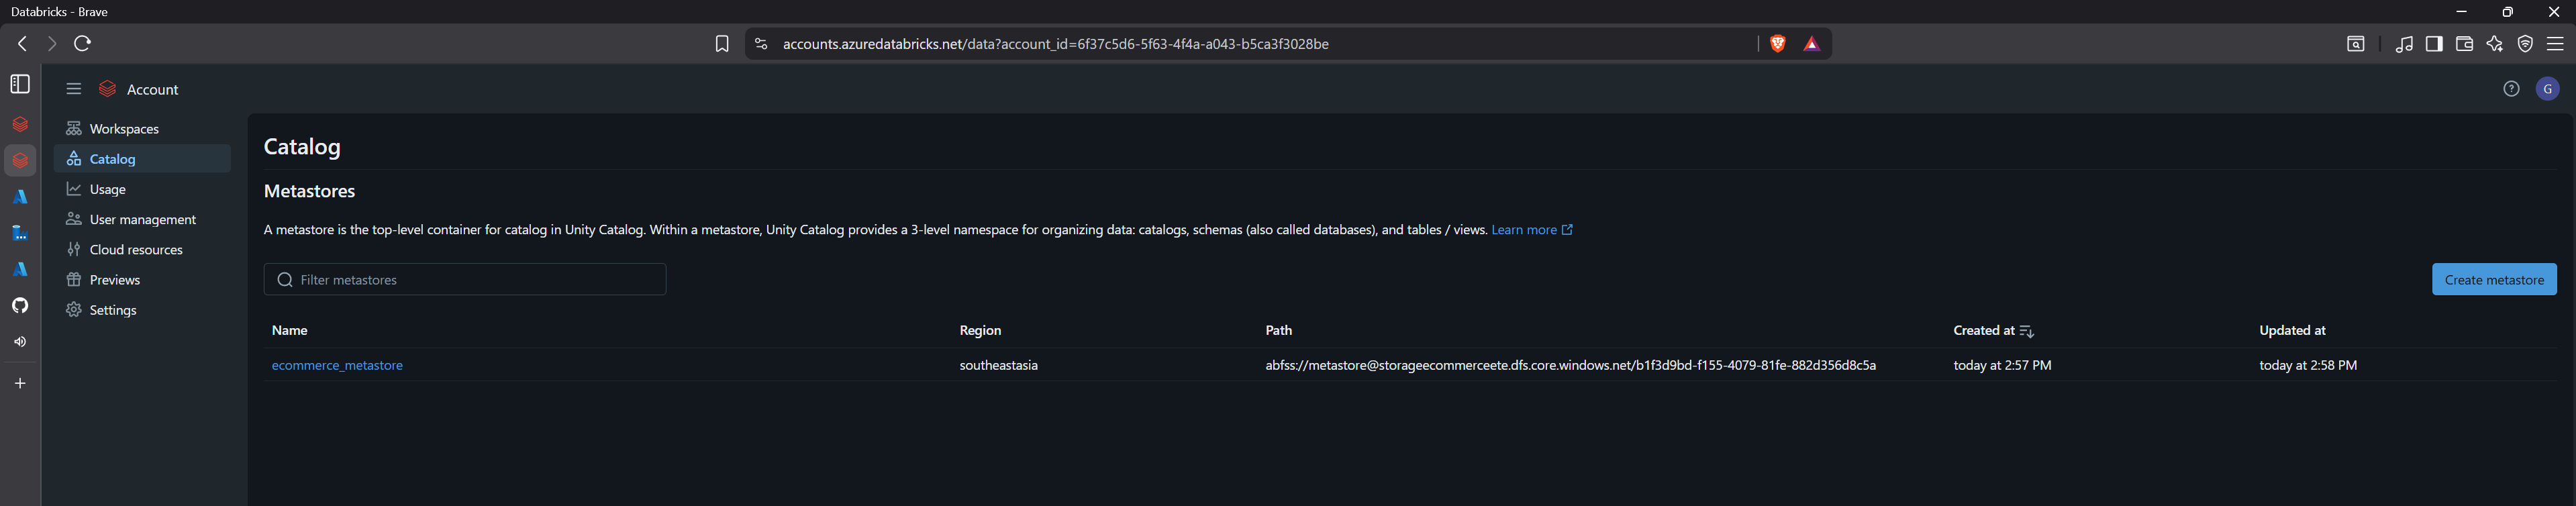 Databricks - Brave
accounts.azuredatabricks.net/data?account_id=6f37c5d6-5f63-4f4a-a043-b5ca3f3028be
Account
G
Workspaces
Catalog
Usage
User management
Cloud resources
Previews
Settings
Catalog
Metastores
A metastore is the top-level container for catalog in Unity Catalog. Within a metastore, Unity Catalog provides a 3-level namespace for organizing data: catalogs, schemas (also called databases), and tables / views. Learn more
Filter metastores
Create metastore
Name Region Path Created at Updated at
ecommerce_metastore southeastasia abfss://metastore@storageecommerceete.dfs.core.windows.net/b1f3d9bd-f155-4079-81fe-882d356d8c5a today at 2:57 PM today at 2:58 PM